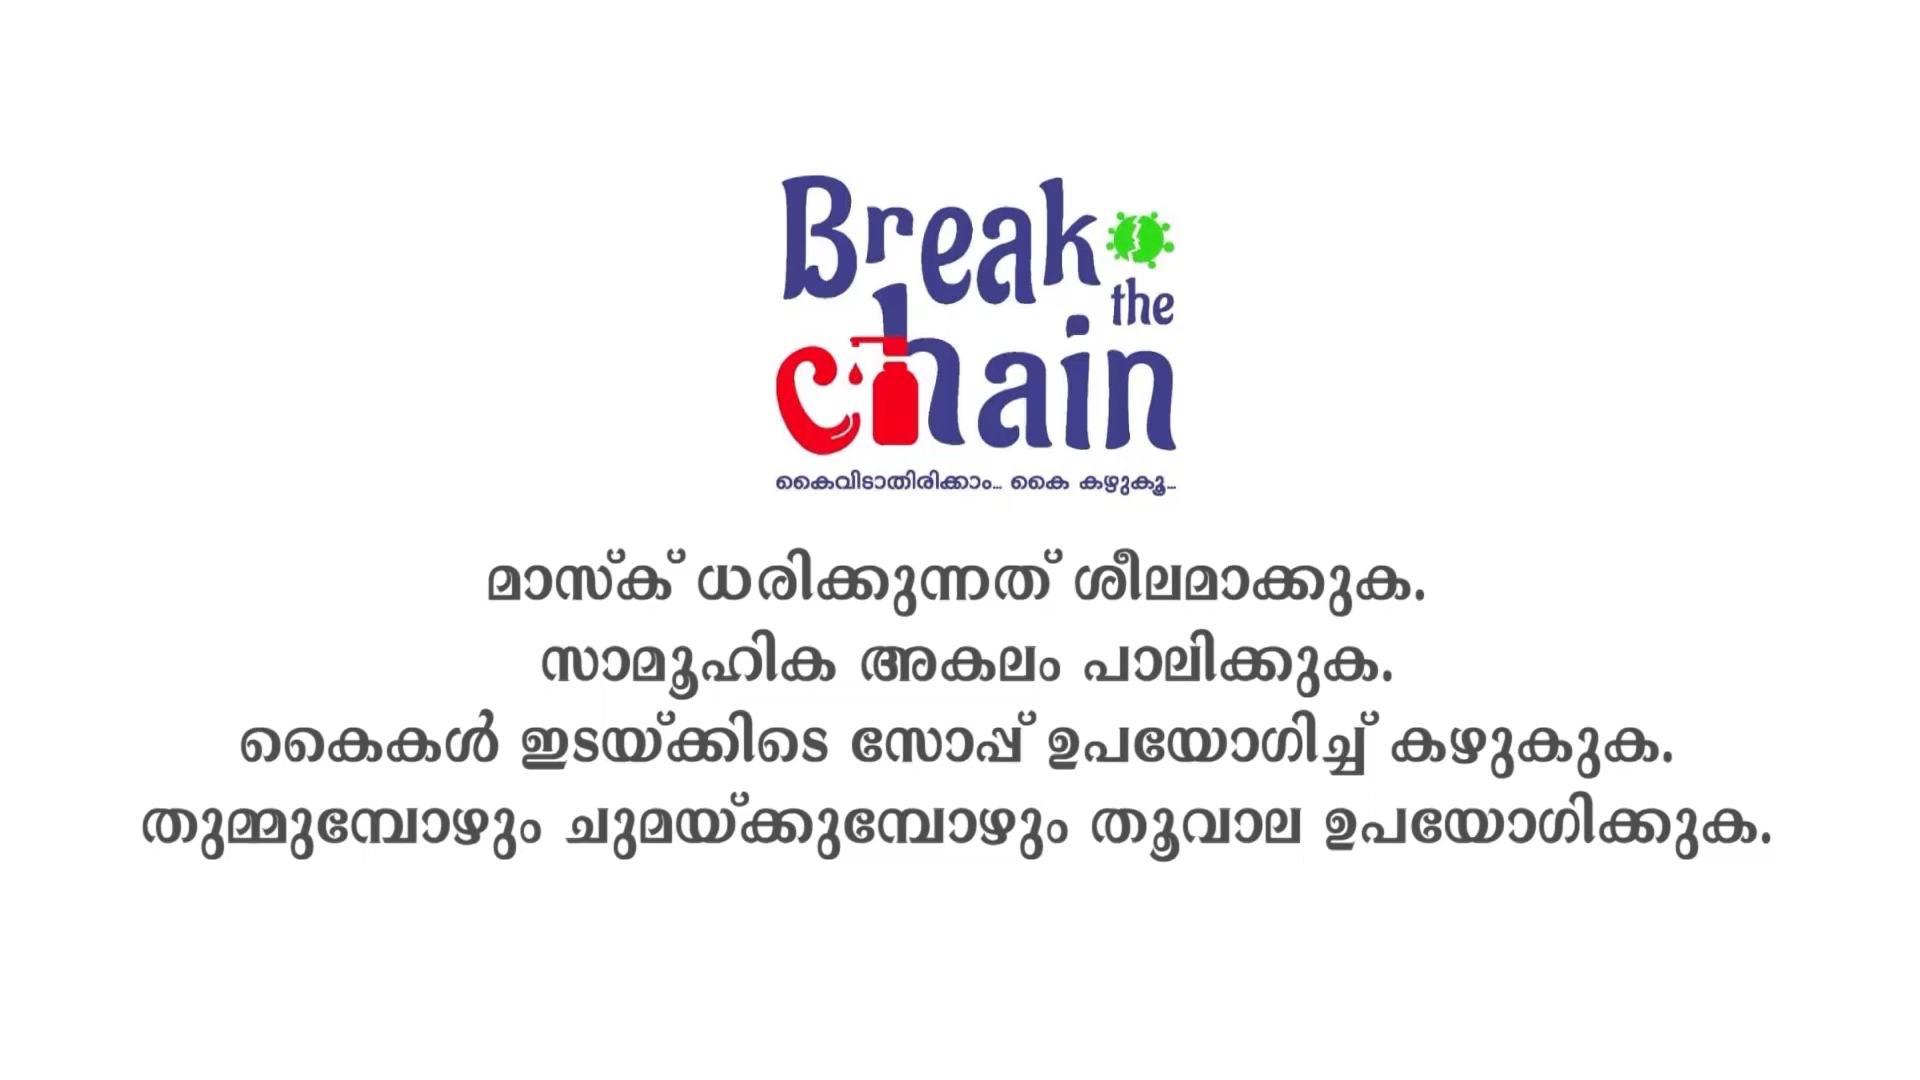 Break
the
chain
കൈവിടാതിരിക്കാം... കൈ കഴുകൂ...
മാസ്ക് ധരിക്കുന്നത് ശീലമാക്കുക.
സാമൂഹിക അകലം പാലിക്കുക.
കൈകൾ ഇടയ്ക്കിടെ സോപ്പ് ഉപയോഗിച്ച് കഴുകുക.
തുമ്മുമ്പോഴും ചുമയ്ക്കുമ്പോഴും തൂവാല ഉപയോഗിക്കുക.